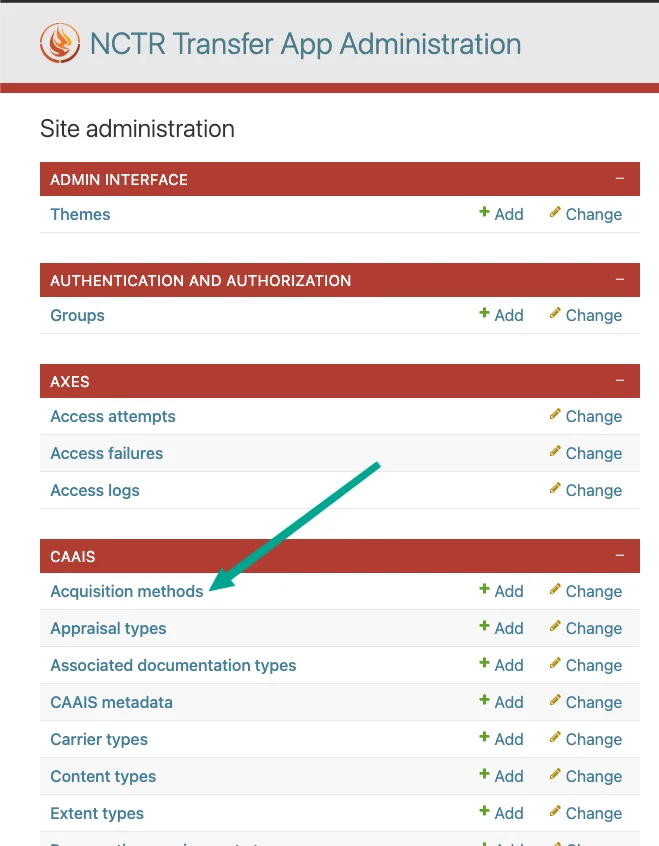 NCTR Transfer App Administration
Site administration
ADMIN INTERFACE –
Themes + Add Change
AUTHENTICATION AND AUTHORIZATION –
Groups + Add Change
AXES –
Access attempts Change
Access failures Change
Access logs Change
CAAIS –
Acquisition methods + Add Change
Appraisal types + Add Change
Associated documentation types + Add Change
CAAIS metadata + Add Change
Carrier types + Add Change
Content types + Add Change
Extent types + Add Change